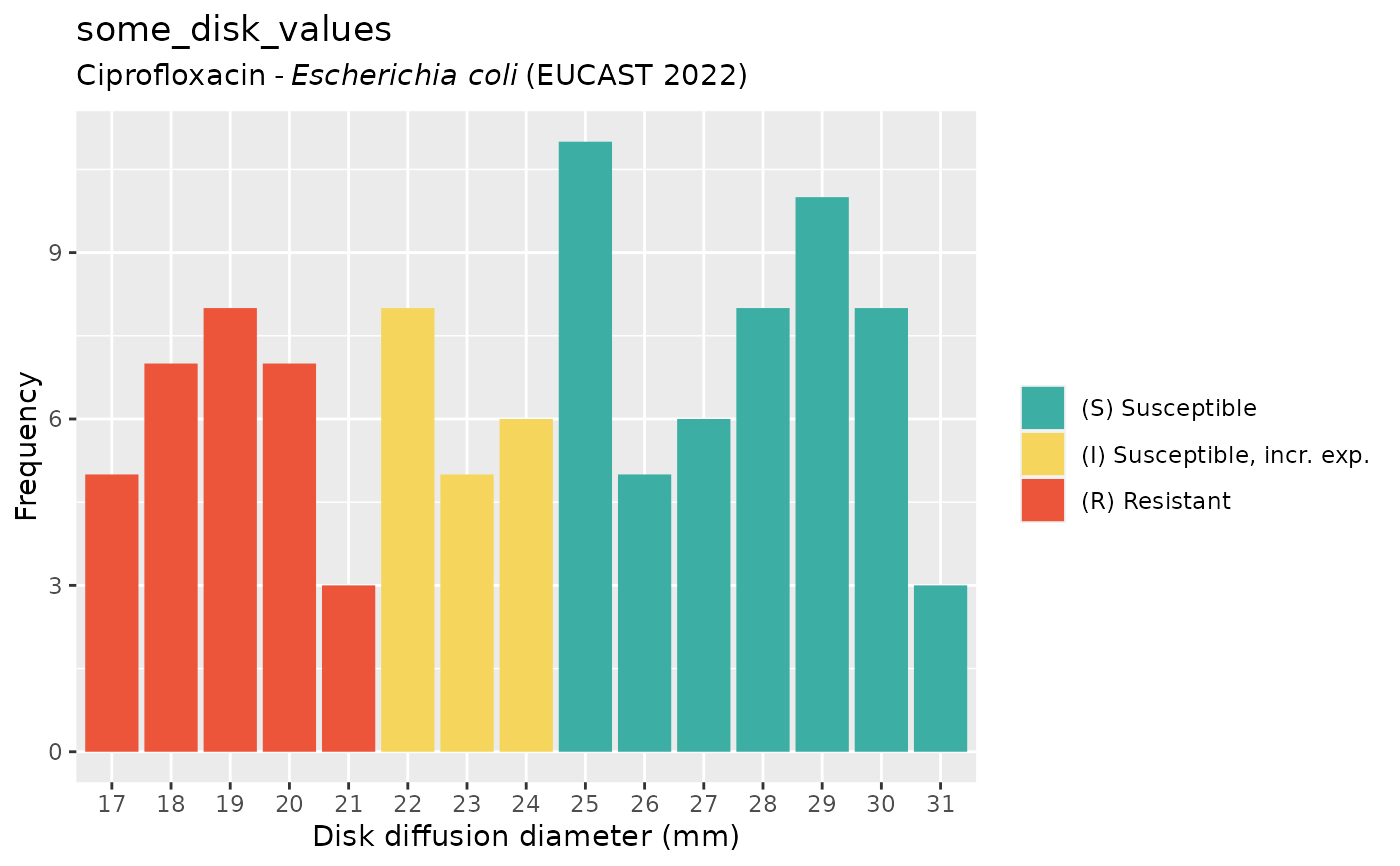 some_disk_values
Ciprofloxacin - Escherichia coli (EUCAST 2022)
Frequency
9
6
3
0
17 18 19 20 21 22 23 24 25 26 27 28 29 30 31
Disk diffusion diameter (mm)
(S) Susceptible
(I) Susceptible, incr. exp.
(R) Resistant